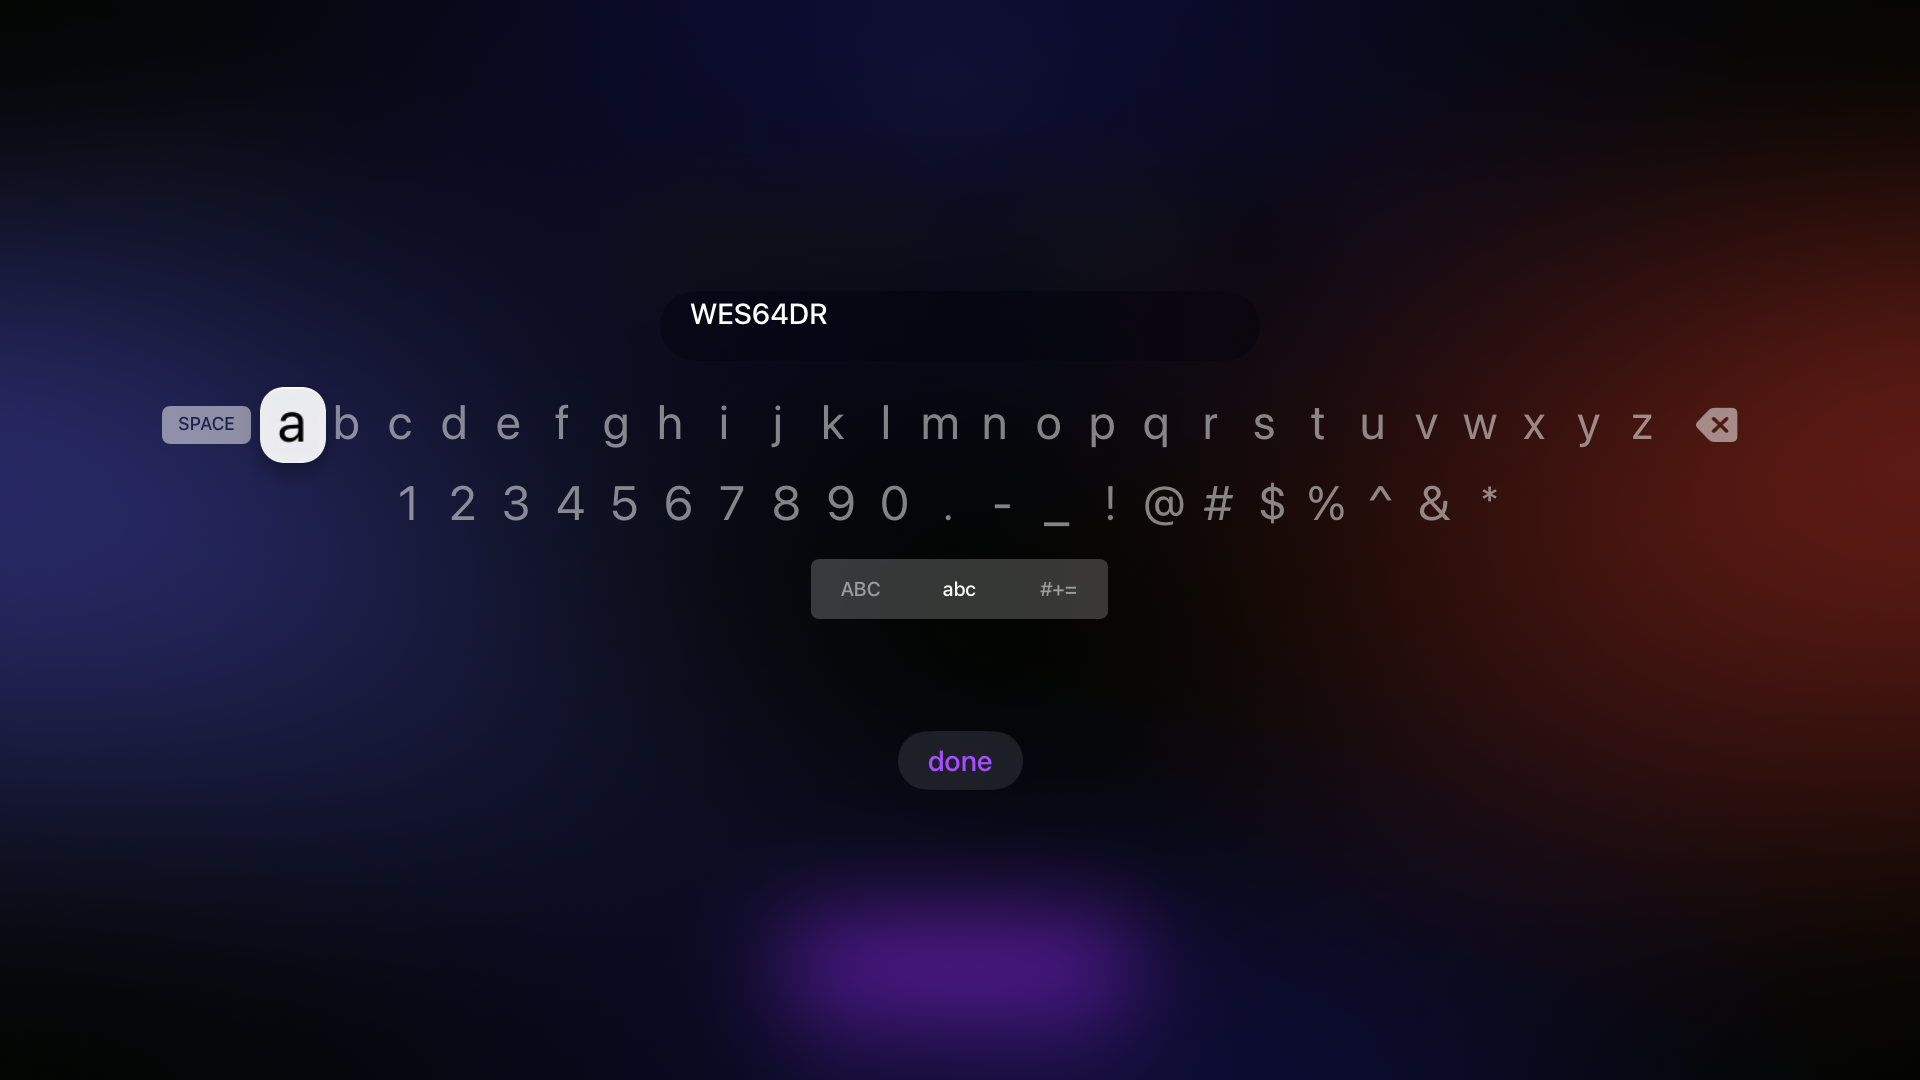 WES64DR
SPACE a b c d e f g h i j k l m n o p q r s t u v w x y z
1 2 3 4 5 6 7 8 9 0 . - _ ! @ # $ % ^ & *
ABC abc #+=
done